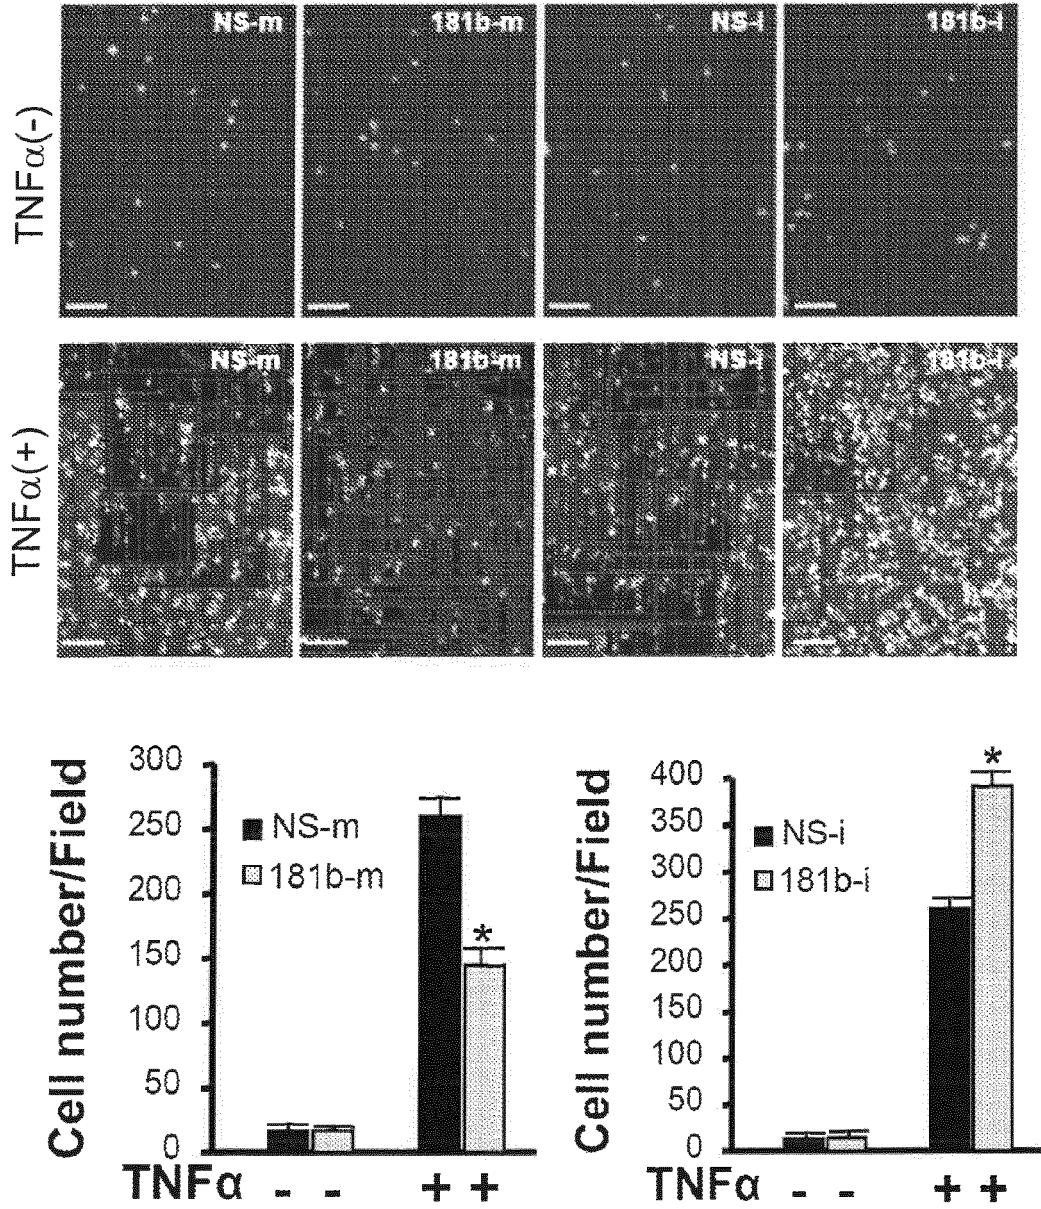 NS-m 181b-m NS-i 181b-i
TNFα(-)
NS-m 181b-m NS-i 181b-i
TNFα(+)
Cell number/Field
300
250
200
150
100
50
0
NS-m
181b-m
*
TNFα - - + +
Cell number/Field
400
350
300
250
200
150
100
50
0
NS-i
181b-i
*
TNFα - - + +